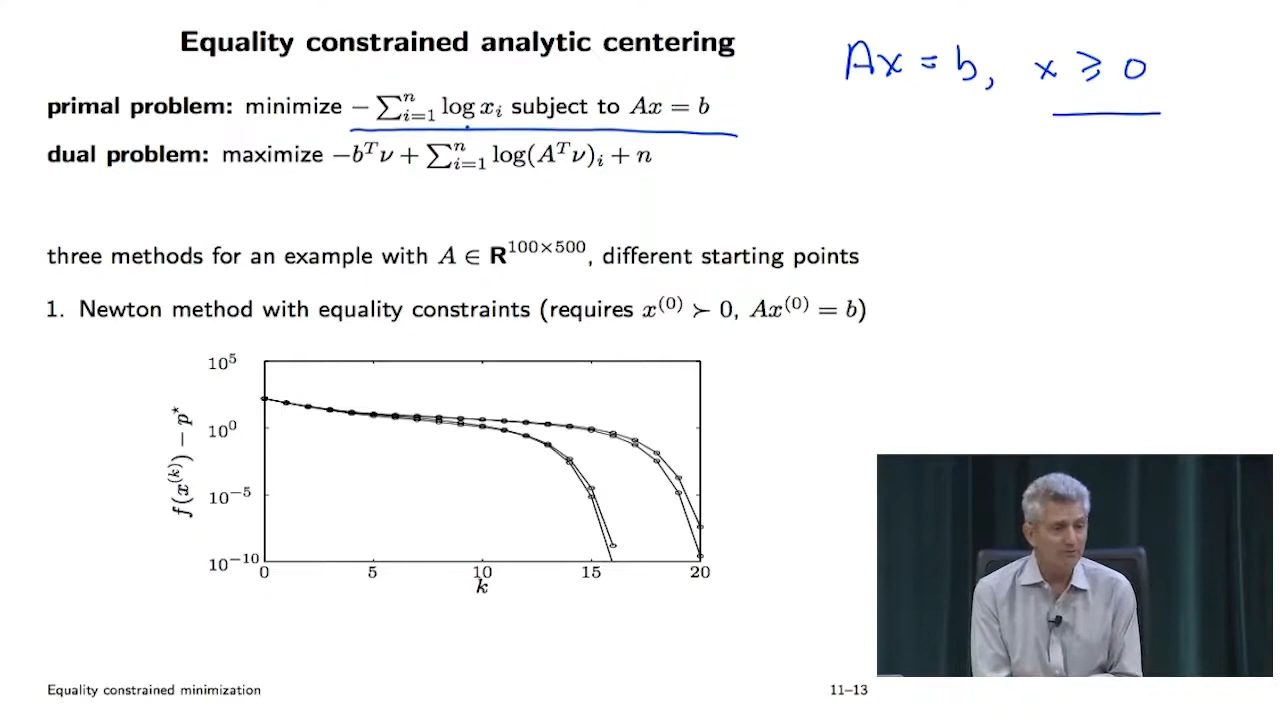 Equality constrained analytic centering
Ax = b, x ≥ 0
primal problem: minimize −∑ⁿᵢ₌₁ log xᵢ subject to Ax = b
dual problem: maximize −bᵀν + ∑ⁿᵢ₌₁ log(Aᵀν)ᵢ + n
three methods for an example with A ∈ R¹⁰⁰ˣ⁵⁰⁰, different starting points
1. Newton method with equality constraints (requires x⁽⁰⁾ ≻ 0, Ax⁽⁰⁾ = b)
10⁵
10⁰
10⁻⁵
10⁻¹⁰
f(x⁽ᵏ⁾) − p⋆
0 5 10 15 20
k
Equality constrained minimization 11–13